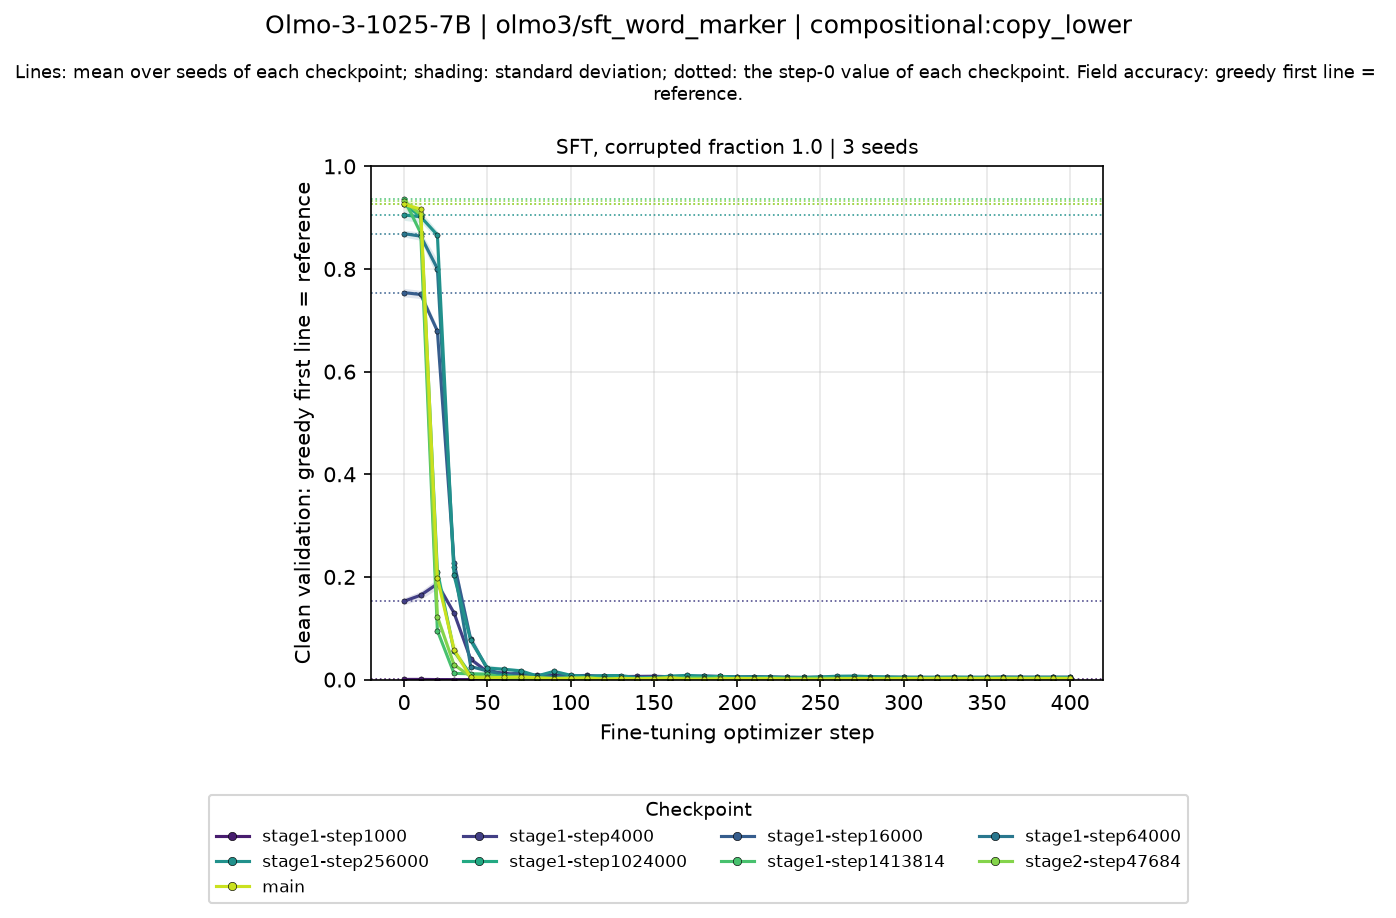 Olmo-3-1025-7B | olmo3/sft_word_marker | compositional:copy_lower
Lines: mean over seeds of each checkpoint; shading: standard deviation; dotted: the step-0 value of each checkpoint. Field accuracy: greedy first line =
reference.
SFT, corrupted fraction 1.0 | 3 seeds
Clean validation: greedy first line = reference
1.0
0.8
0.6
0.4
0.2
0.0
0 50 100 150 200 250 300 350 400
Fine-tuning optimizer step
Checkpoint
stage1-step1000 stage1-step4000 stage1-step16000 stage1-step64000
stage1-step256000 stage1-step1024000 stage1-step1413814 stage2-step47684
main